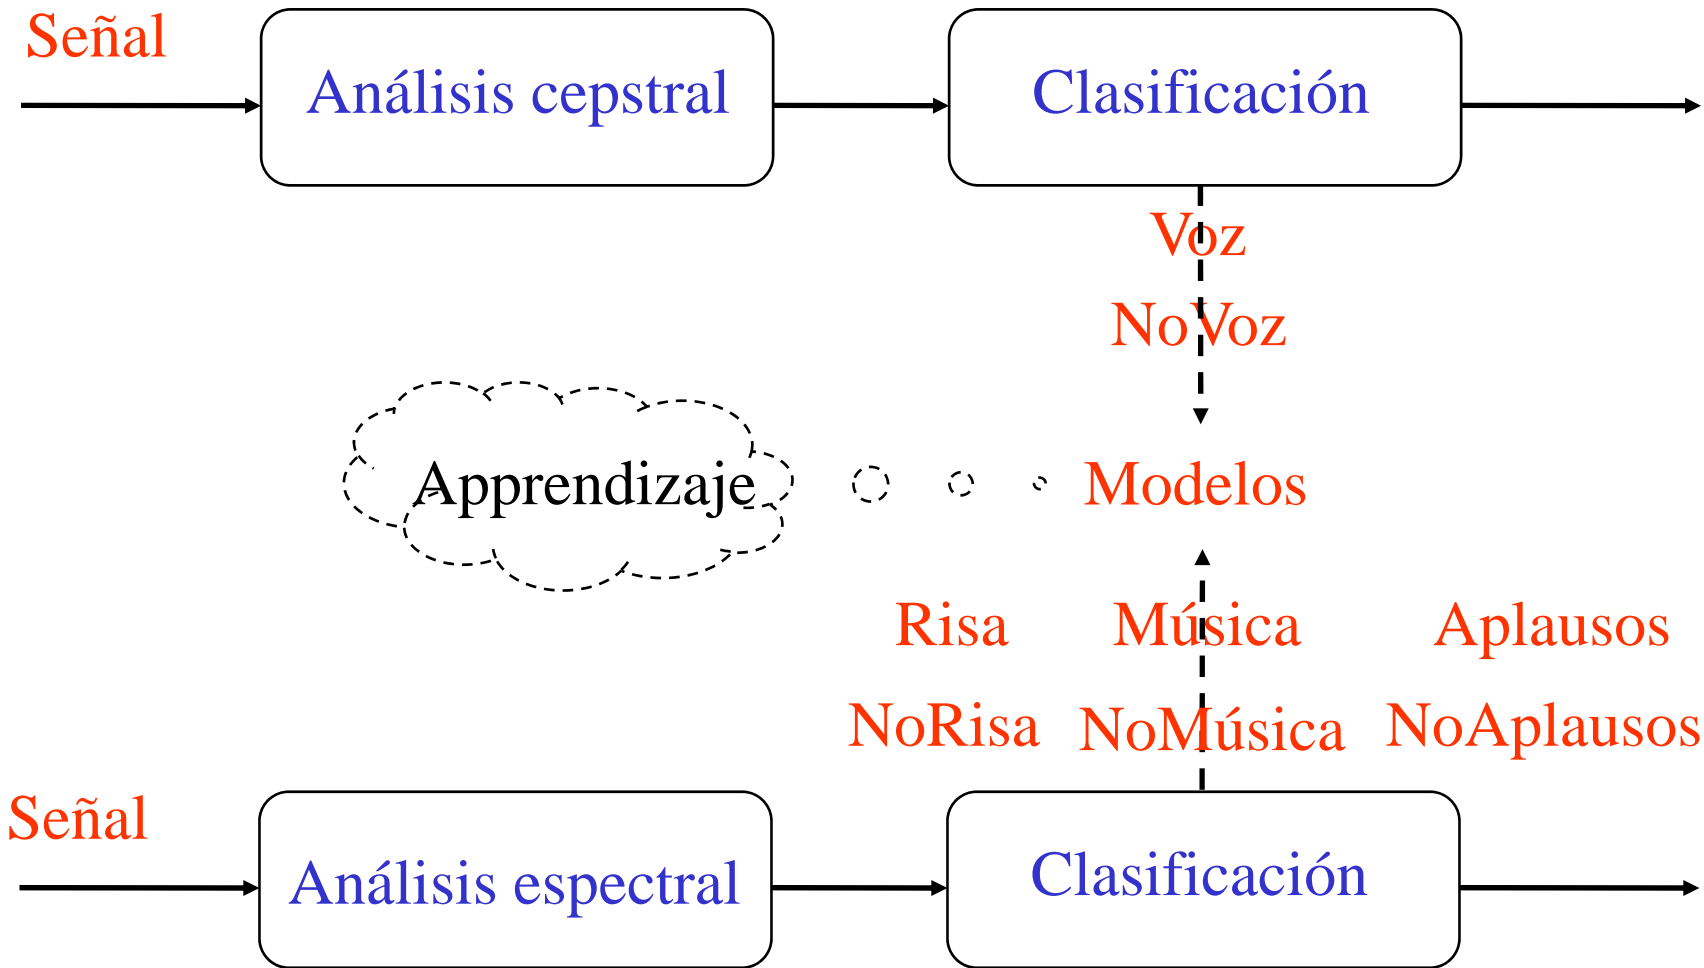 Señal
Análisis cepstral
Clasificación
Voz
NoVoz
Apprendizaje
Modelos
Risa
Música
Aplausos
NoRisa
NoMúsica
NoAplausos
Señal
Análisis espectral
Clasificación